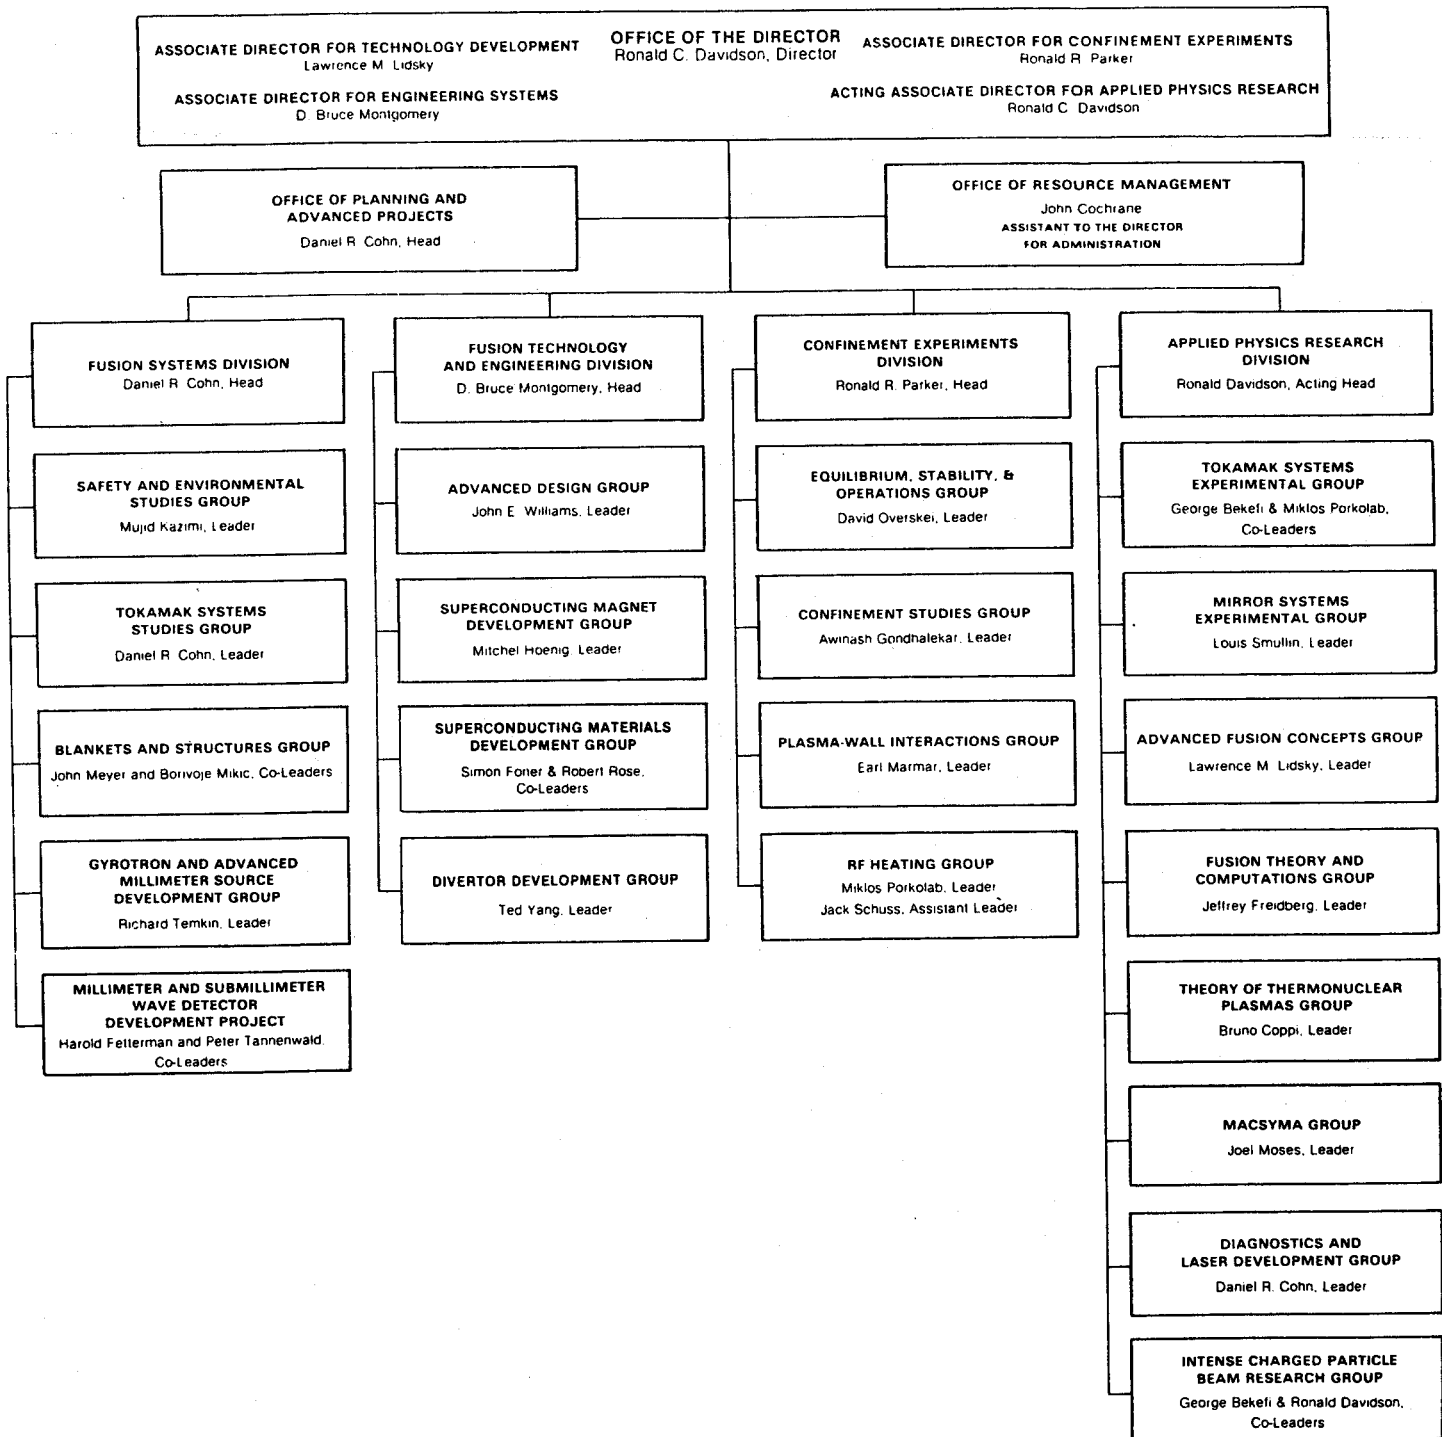 OFFICE OF THE DIRECTOR
Ronald C. Davidson, Director
ASSOCIATE DIRECTOR FOR TECHNOLOGY DEVELOPMENT
Lawrence M. Lidsky
ASSOCIATE DIRECTOR FOR CONFINEMENT EXPERIMENTS
Ronald R. Parker
ASSOCIATE DIRECTOR FOR ENGINEERING SYSTEMS
D. Bruce Montgomery
ACTING ASSOCIATE DIRECTOR FOR APPLIED PHYSICS RESEARCH
Ronald C. Davidson
OFFICE OF PLANNING AND
ADVANCED PROJECTS
Daniel R. Cohn, Head
OFFICE OF RESOURCE MANAGEMENT
John Cochrane
ASSISTANT TO THE DIRECTOR
FOR ADMINISTRATION
FUSION SYSTEMS DIVISION
Daniel R. Cohn, Head
SAFETY AND ENVIRONMENTAL
STUDIES GROUP
Mujid Kazimi, Leader
TOKAMAK SYSTEMS
STUDIES GROUP
Daniel R. Cohn, Leader
BLANKETS AND STRUCTURES GROUP
John Meyer and Borivoje Mikic, Co-Leaders
GYROTRON AND ADVANCED
MILLIMETER SOURCE
DEVELOPMENT GROUP
Richard Temkin, Leader
MILLIMETER AND SUBMILLIMETER
WAVE DETECTOR
DEVELOPMENT PROJECT
Harold Fetterman and Peter Tannenwald,
Co-Leaders
FUSION TECHNOLOGY
AND ENGINEERING DIVISION
D. Bruce Montgomery, Head
ADVANCED DESIGN GROUP
John E. Williams, Leader
SUPERCONDUCTING MAGNET
DEVELOPMENT GROUP
Mitchel Hoenig, Leader
SUPERCONDUCTING MATERIALS
DEVELOPMENT GROUP
Simon Foner & Robert Rose,
Co-Leaders
DIVERTOR DEVELOPMENT GROUP
Ted Yang, Leader
CONFINEMENT EXPERIMENTS
DIVISION
Ronald R. Parker, Head
EQUILIBRIUM, STABILITY, &
OPERATIONS GROUP
David Overskei, Leader
CONFINEMENT STUDIES GROUP
Awinash Gondhalekar, Leader
PLASMA-WALL INTERACTIONS GROUP
Earl Marmar, Leader
RF HEATING GROUP
Miklos Porkolab, Leader
Jack Schuss, Assistant Leader
APPLIED PHYSICS RESEARCH
DIVISION
Ronald Davidson, Acting Head
TOKAMAK SYSTEMS
EXPERIMENTAL GROUP
George Bekefi & Miklos Porkolab,
Co-Leaders
MIRROR SYSTEMS
EXPERIMENTAL GROUP
Louis Smullin, Leader
ADVANCED FUSION CONCEPTS GROUP
Lawrence M. Lidsky, Leader
FUSION THEORY AND
COMPUTATIONS GROUP
Jeffrey Freidberg, Leader
THEORY OF THERMONUCLEAR
PLASMAS GROUP
Bruno Coppi, Leader
MACSYMA GROUP
Joel Moses, Leader
DIAGNOSTICS AND
LASER DEVELOPMENT GROUP
Daniel R. Cohn, Leader
INTENSE CHARGED PARTICLE
BEAM RESEARCH GROUP
George Bekefi & Ronald Davidson,
Co-Leaders